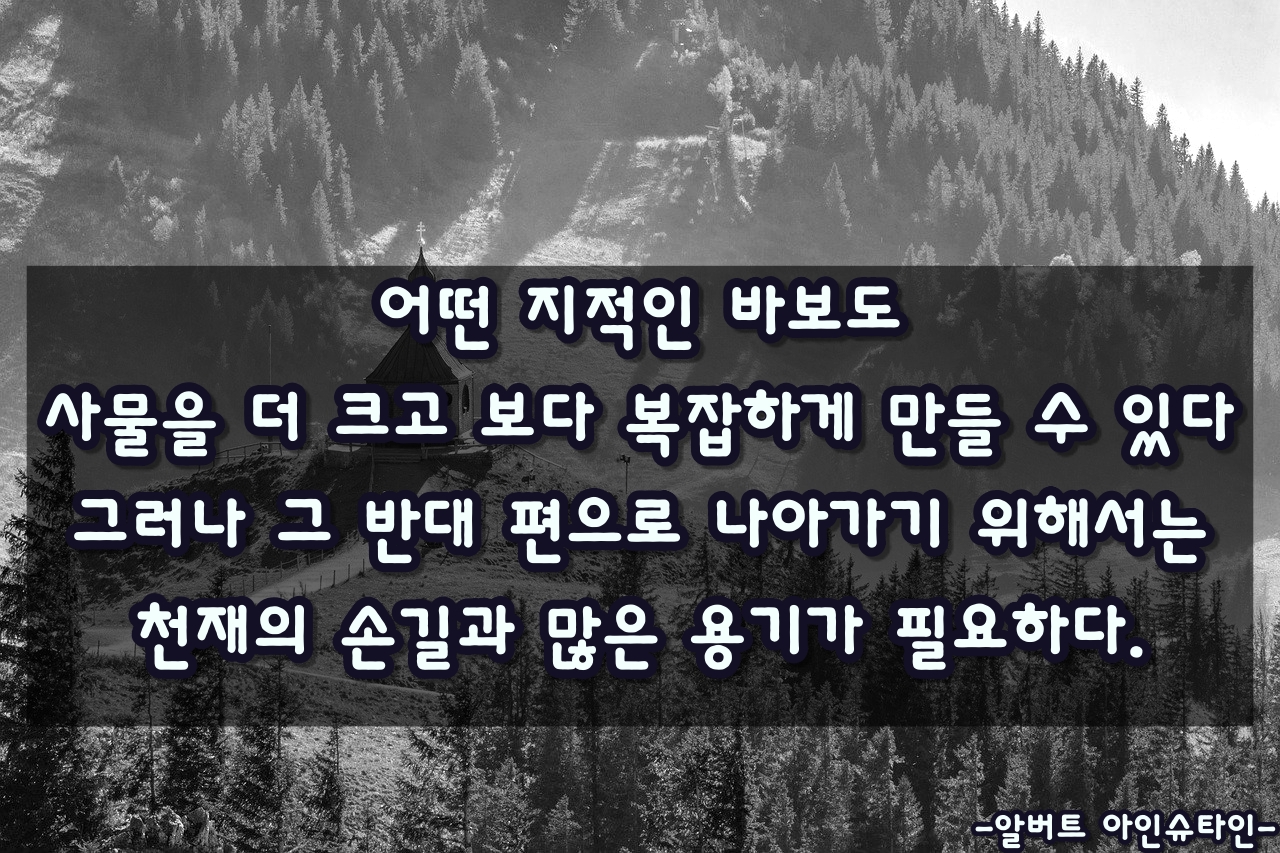 어떤 지적인 바보도
사물을 더 크고 보다 복잡하게 만들 수 있다
그러나 그 반대 편으로 나아가기 위해서는
천재의 손길과 많은 용기가 필요하다.
-알버트 아인슈타인-